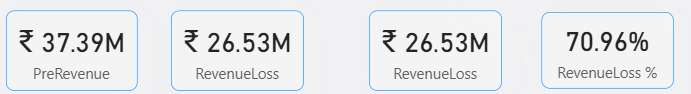 ₹ 37.39M
PreRevenue
₹ 26.53M
RevenueLoss
₹ 26.53M
RevenueLoss
70.96%
RevenueLoss %